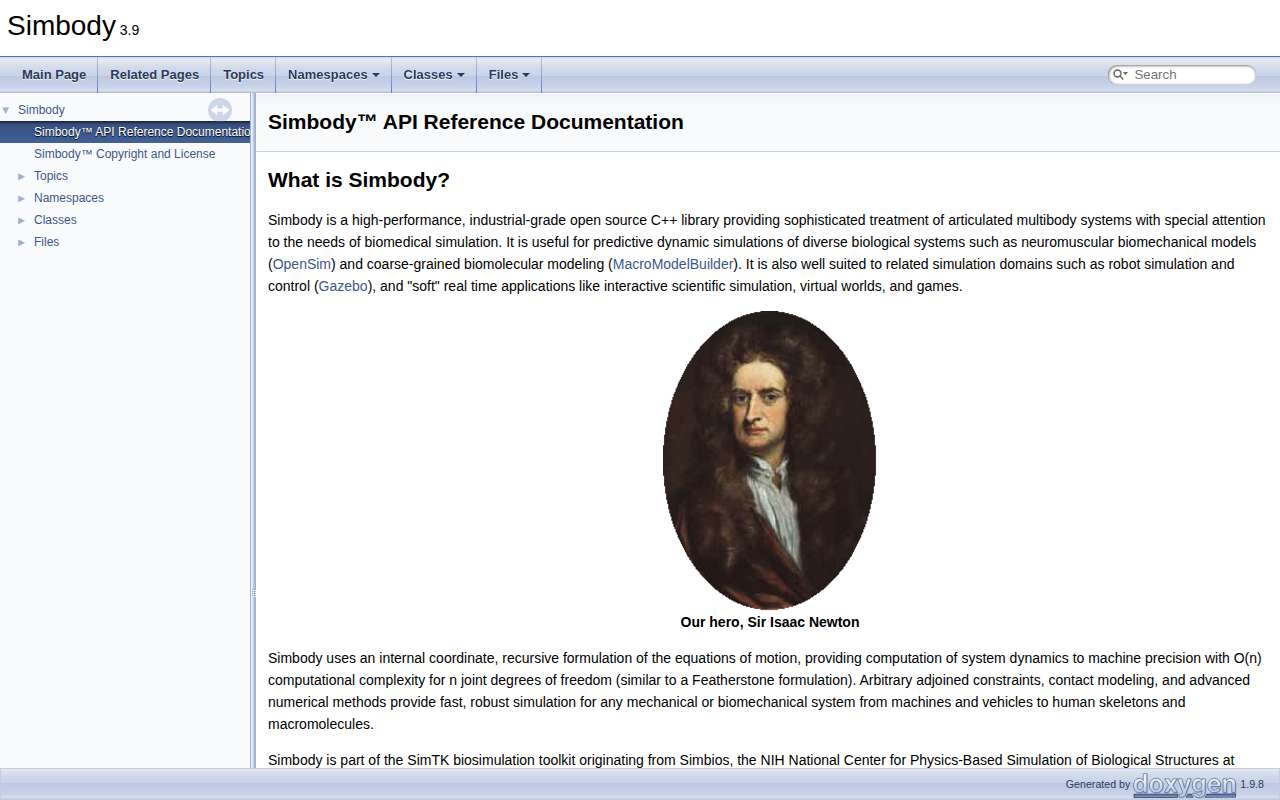 Simbody 3.9
Main Page
Related Pages
Topics
Namespaces
Classes
Files
Search
Simbody
Simbody™ API Reference Documentatio
Simbody™ Copyright and License
Topics
Namespaces
Classes
Files
Simbody™ API Reference Documentation
What is Simbody?
Simbody is a high-performance, industrial-grade open source C++ library providing sophisticated treatment of articulated multibody systems with special attention
to the needs of biomedical simulation. It is useful for predictive dynamic simulations of diverse biological systems such as neuromuscular biomechanical models
(OpenSim) and coarse-grained biomolecular modeling (MacroModelBuilder). It is also well suited to related simulation domains such as robot simulation and
control (Gazebo), and "soft" real time applications like interactive scientific simulation, virtual worlds, and games.
Our hero, Sir Isaac Newton
Simbody uses an internal coordinate, recursive formulation of the equations of motion, providing computation of system dynamics to machine precision with O(n)
computational complexity for n joint degrees of freedom (similar to a Featherstone formulation). Arbitrary adjoined constraints, contact modeling, and advanced
numerical methods provide fast, robust simulation for any mechanical or biomechanical system from machines and vehicles to human skeletons and
macromolecules.
Simbody is part of the SimTK biosimulation toolkit originating from Simbios, the NIH National Center for Physics-Based Simulation of Biological Structures at
Generated by doxygen 1.9.8